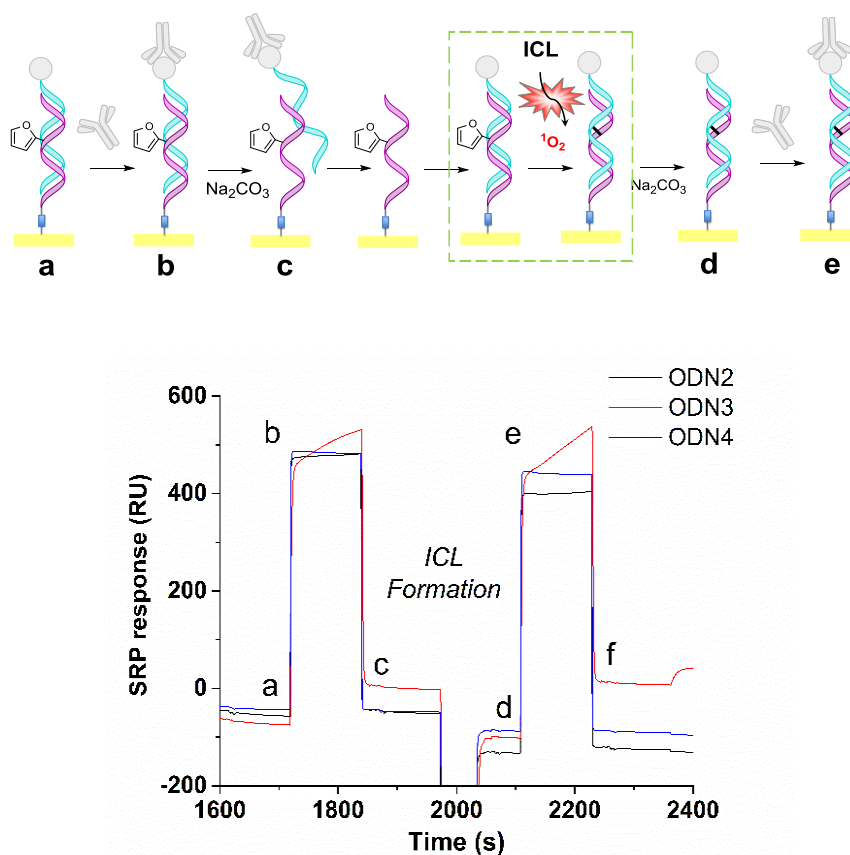 ICL
¹O₂
Na₂CO₃
Na₂CO₃
a b c d e
ODN2
ODN3
ODN4
600
400
200
0
-200
SRP response (RU)
b
e
ICL
Formation
a
c
d
f
1600 1800 2000 2200 2400
Time (s)